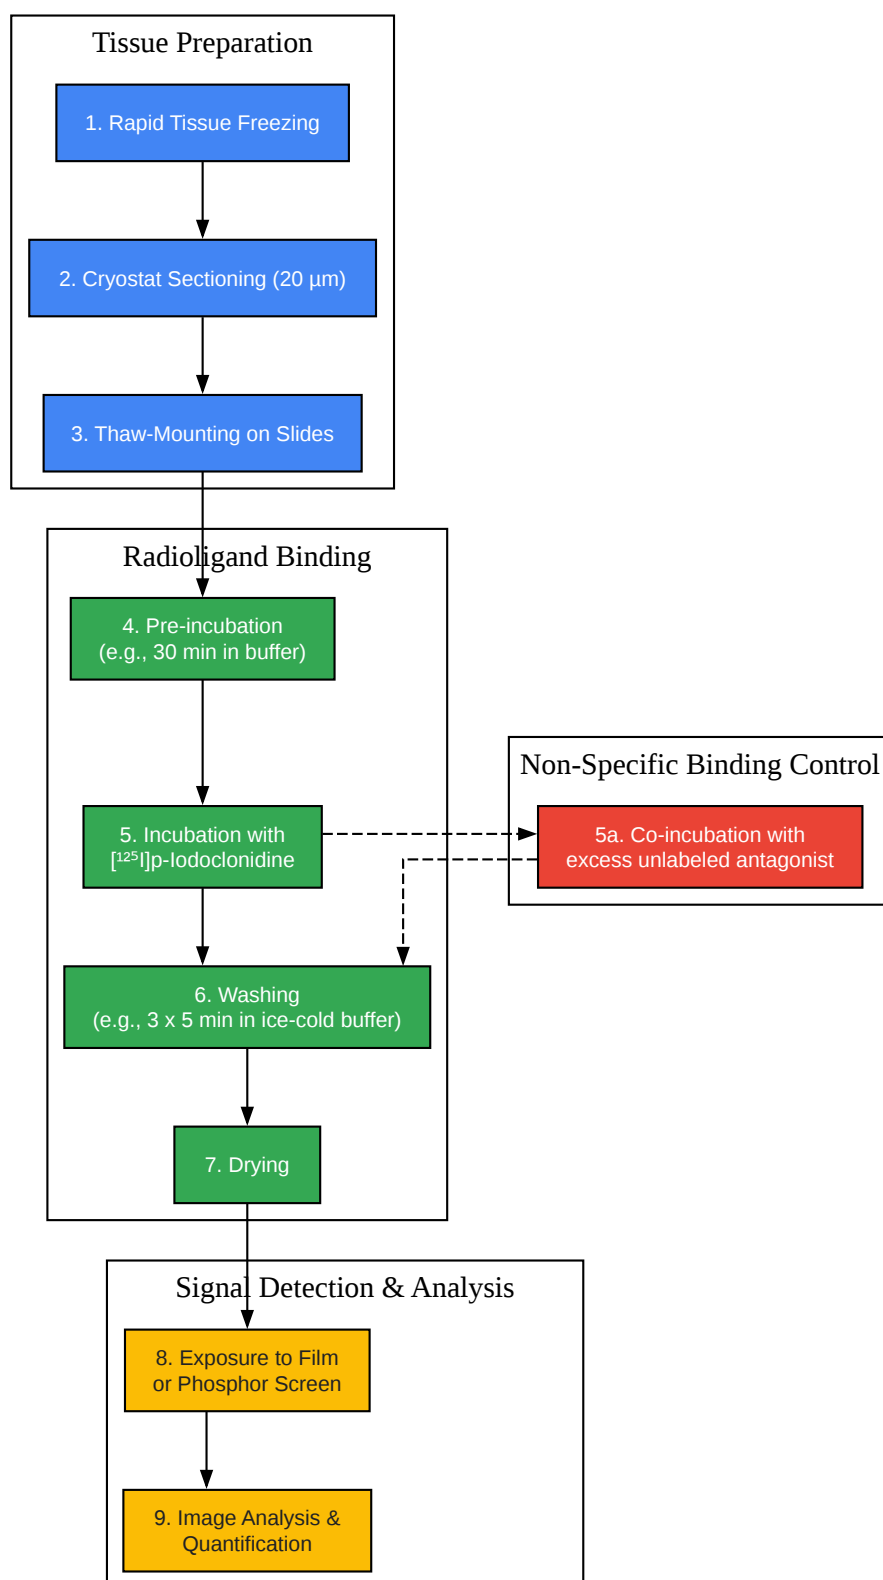 Tissue Preparation
1. Rapid Tissue Freezing
2. Cryostat Sectioning (20 µm)
3. Thaw-Mounting on Slides
Radioligand Binding
4. Pre-incubation
(e.g., 30 min in buffer)
Non-Specific Binding Control
5. Incubation with
[¹²⁵I]p-Iodoclonidine
5a. Co-incubation with
excess unlabeled antagonist
6. Washing
(e.g., 3 x 5 min in ice-cold buffer)
7. Drying
Signal Detection & Analysis
8. Exposure to Film
or Phosphor Screen
9. Image Analysis &
Quantification